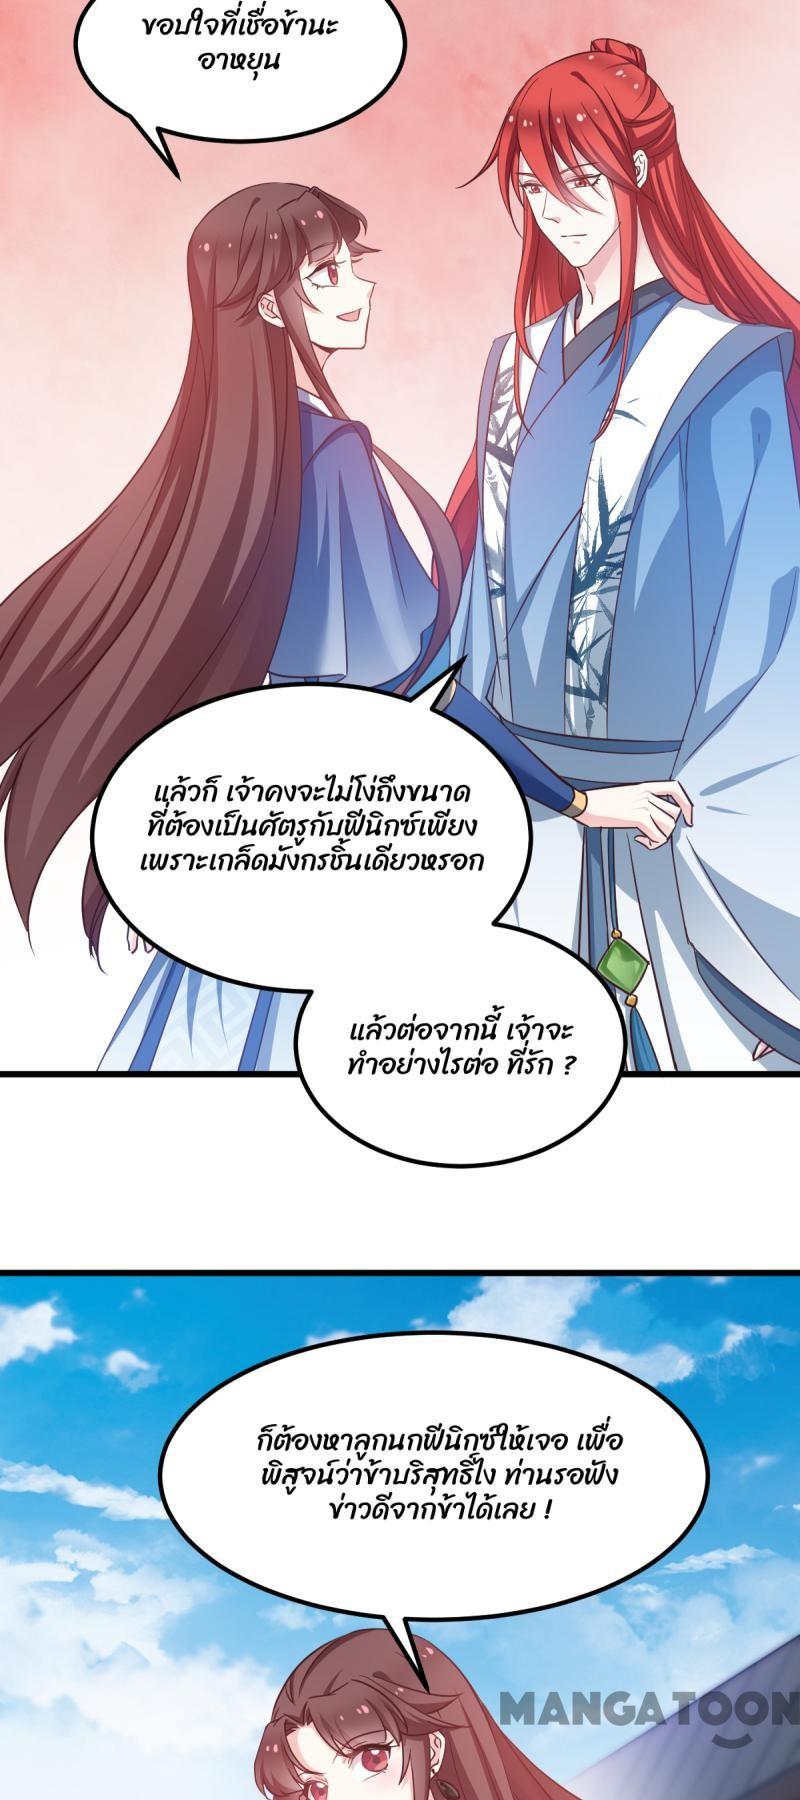 ขอบใจที่เชื่อข้านะ
อาหยุน
แล้วก็ เจ้าคงจะไม่โง่ถึงขนาด
ที่ต้องเป็นศัตรูกับฟีนิกซ์เพียง
เพราะเกล็ดมังกรชิ้นเดียวหรอก
แล้วต่อจากนี้ เจ้าจะ
ทำอย่างไรต่อ ที่รัก ?
ก็ต้องหาลูกนกฟีนิกซ์ให้เจอ เพื่อ
พิสูจน์ว่าข้าบริสุทธิ์ไง ท่านรอฟัง
ข่าวดีจากข้าได้เลย !
MANGATOON